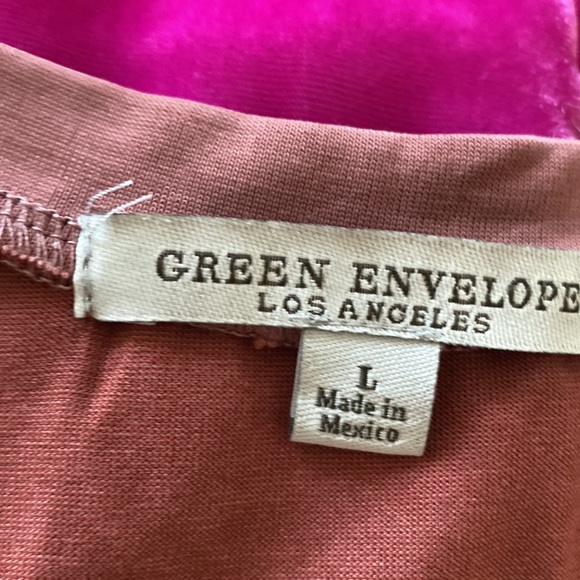 GREEN ENVELOPE
LOS ANGELES
L
Made in
Mexico